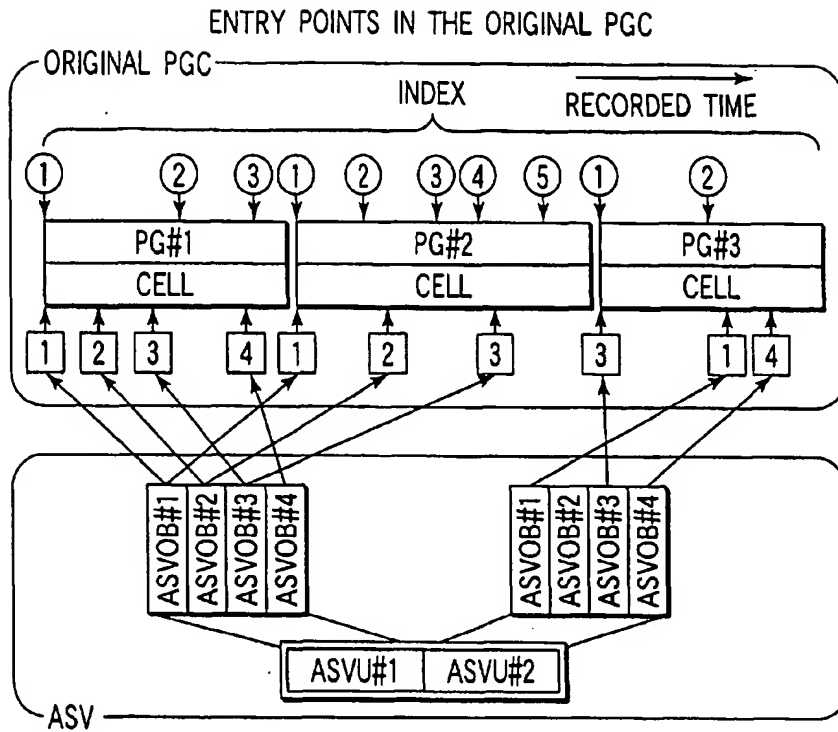 ENTRY POINTS IN THE ORIGINAL PGC
ORIGINAL PGC
INDEX
RECORDED TIME
1 2 3 1 2 3 4 5 1 2
PG#1 PG#2 PG#3
CELL CELL CELL
1 2 3 4 1 2 3 3 1 4
ASVOB#1 ASVOB#2 ASVOB#3 ASVOB#4 ASVOB#1 ASVOB#2 ASVOB#3 ASVOB#4
ASVU#1 ASVU#2
ASV